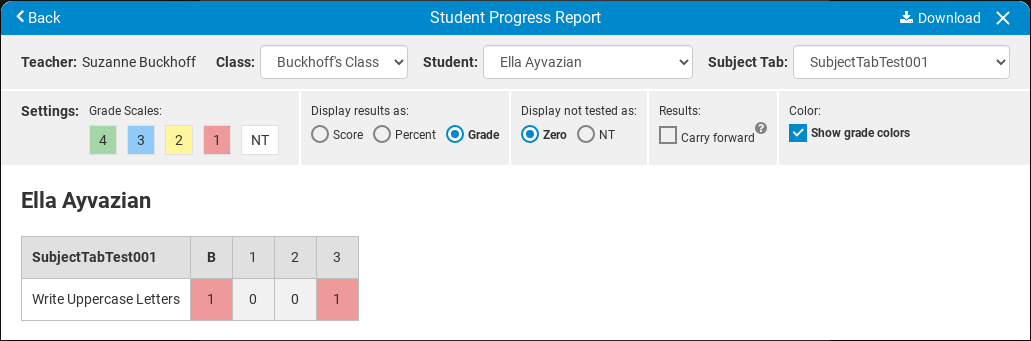 Back Student Progress Report Download
Teacher: Suzanne Buckhoff Class: Buckhoff's Class Student: Ella Ayvazian Subject Tab: SubjectTabTest001
Settings: Grade Scales: Display results as: Display not tested as: Results: Color:
4 3 2 1 NT Score Percent Grade Zero NT Carry forward ? Show grade colors
Ella Ayvazian
SubjectTabTest001 B 1 2 3
Write Uppercase Letters 1 0 0 1